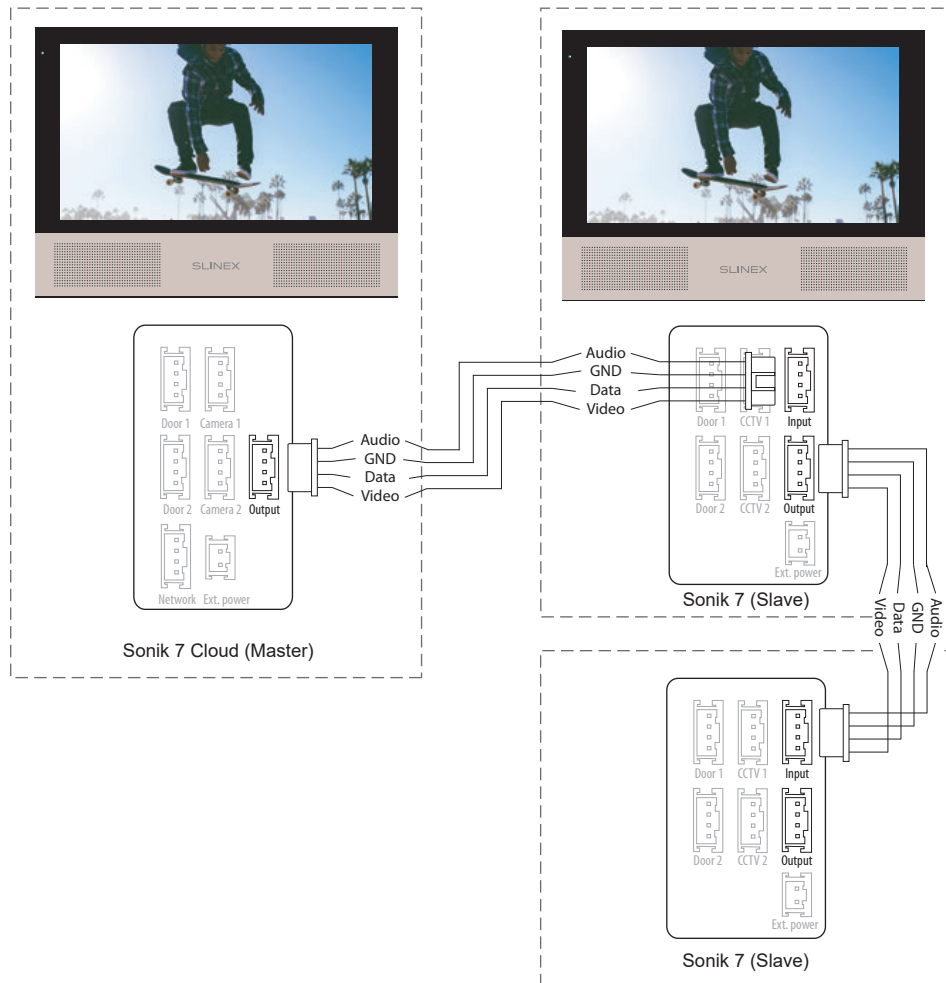 SLINEX
SLINEX
Audio
GND
Data
Video
Door 1 CCTV 1 Input
Door 1 Camera 1
Audio
GND
Data
Video
Door 2 Camera 2 Output
Door 2 CCTV 2 Output
Ext. power
Network Ext. power
Sonik 7 (Slave)
Sonik 7 Cloud (Master)
Video
Data
GND
Audio
Door 1 CCTV 1 Input
Door 2 CCTV 2 Output
Ext. power
Sonik 7 (Slave)